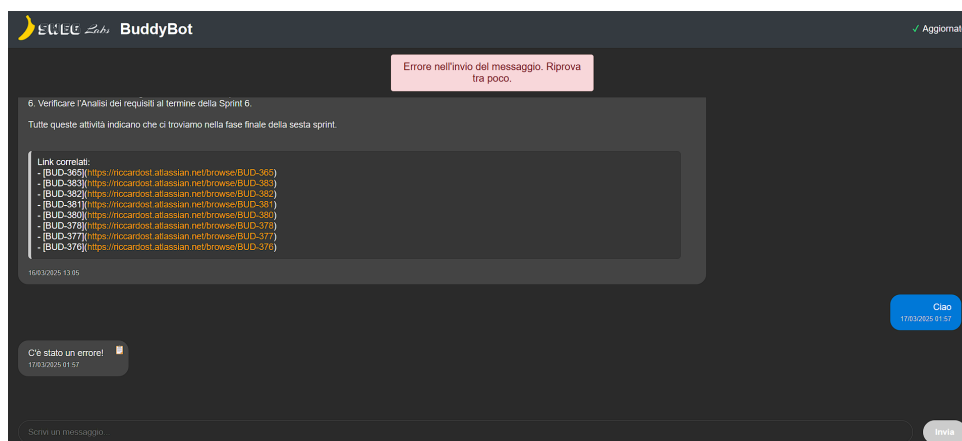 SWEG Labs BuddyBot
✓ Aggiornat
Errore nell'invio del messaggio. Riprova
tra poco.
6. Verificare l'Analisi dei requisiti al termine della Sprint 6.
Tutte queste attività indicano che ci troviamo nella fase finale della sesta sprint.
Link correlati:
- [BUD-365](https://riccardost.atlassian.net/browse/BUD-365)
- [BUD-383](https://riccardost.atlassian.net/browse/BUD-383)
- [BUD-382](https://riccardost.atlassian.net/browse/BUD-382)
- [BUD-381](https://riccardost.atlassian.net/browse/BUD-381)
- [BUD-380](https://riccardost.atlassian.net/browse/BUD-380)
- [BUD-378](https://riccardost.atlassian.net/browse/BUD-378)
- [BUD-377](https://riccardost.atlassian.net/browse/BUD-377)
- [BUD-376](https://riccardost.atlassian.net/browse/BUD-376)
16/03/2025 13:05
Ciao
17/03/2025 01:57
C'è stato un errore!
17/03/2025 01:57
Scrivi un messaggio...
Invia